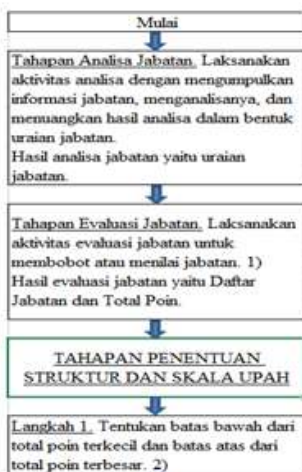 Mulai
Tahapan Analisa Jabatan. Laksanakan
aktivitas analisa dengan mengumpulkan
informasi jabatan, menganalisanya, dan
menuangkan hasil analisa dalam bentuk
uraian jabatan.
Hasil analisa jabatan yaitu uraian
jabatan.
Tahapan Evaluasi Jabatan. Laksanakan
aktivitas evaluasi jabatan untuk
membobot atau menilai jabatan. 1)
Hasil evaluasi jabatan yaitu Daftar
Jabatan dan Total Poin.
TAHAPAN PENENTUAN
STRUKTUR DAN SKALA UPAH
Langkah 1. Tentukan batas bawah dari
total poin terkecil dan batas atas dari
total poin terbesar. 2)